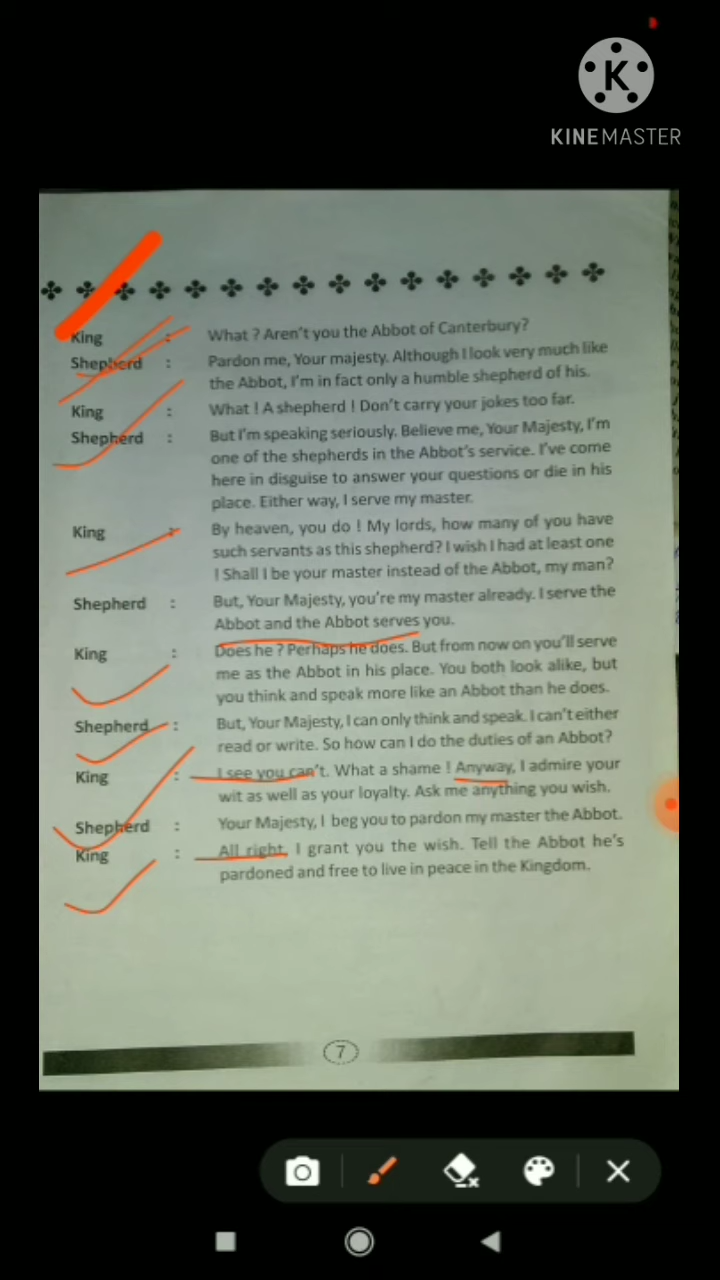 K
KINEMASTER
King : What ? Aren't you the Abbot of Canterbury?
Shepherd : Pardon me, Your majesty. Although I look very much like
the Abbot, I'm in fact only a humble shepherd of his.
King : What ! A shepherd ! Don't carry your jokes too far.
Shepherd : But I'm speaking seriously. Believe me, Your Majesty, I'm
one of the shepherds in the Abbot's service. I've come
here in disguise to answer your questions or die in his
place. Either way, I serve my master.
King : By heaven, you do ! My lords, how many of you have
such servants as this shepherd? I wish I had at least one
! Shall I be your master instead of the Abbot, my man?
Shepherd : But, Your Majesty, you're my master already. I serve the
Abbot and the Abbot serves you.
King : Does he ? Perhaps he does. But from now on you'll serve
me as the Abbot in his place. You both look alike, but
you think and speak more like an Abbot than he does.
Shepherd : But, Your Majesty, I can only think and speak. I can't either
read or write. So how can I do the duties of an Abbot?
King : I see you can't. What a shame ! Anyway, I admire your
wit as well as your loyalty. Ask me anything you wish.
Shepherd : Your Majesty, I beg you to pardon my master the Abbot.
King : All right. I grant you the wish. Tell the Abbot he's
pardoned and free to live in peace in the Kingdom.
7